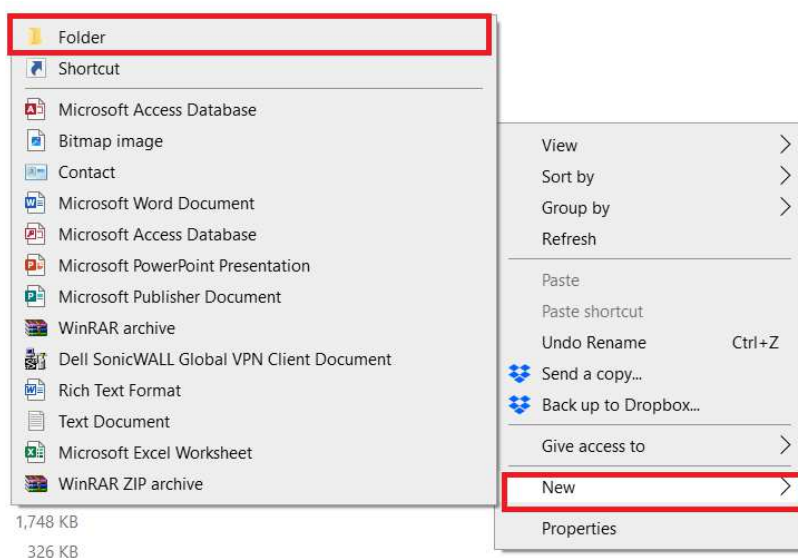 Folder
Shortcut
Microsoft Access Database
Bitmap image
Contact
Microsoft Word Document
Microsoft Access Database
Microsoft PowerPoint Presentation
Microsoft Publisher Document
WinRAR archive
Dell SonicWALL Global VPN Client Document
Rich Text Format
Text Document
Microsoft Excel Worksheet
WinRAR ZIP archive
1,748 KB
326 KB
View
Sort by
Group by
Refresh
Paste
Paste shortcut
Undo Rename Ctrl+Z
Send a copy...
Back up to Dropbox...
Give access to
New
Properties